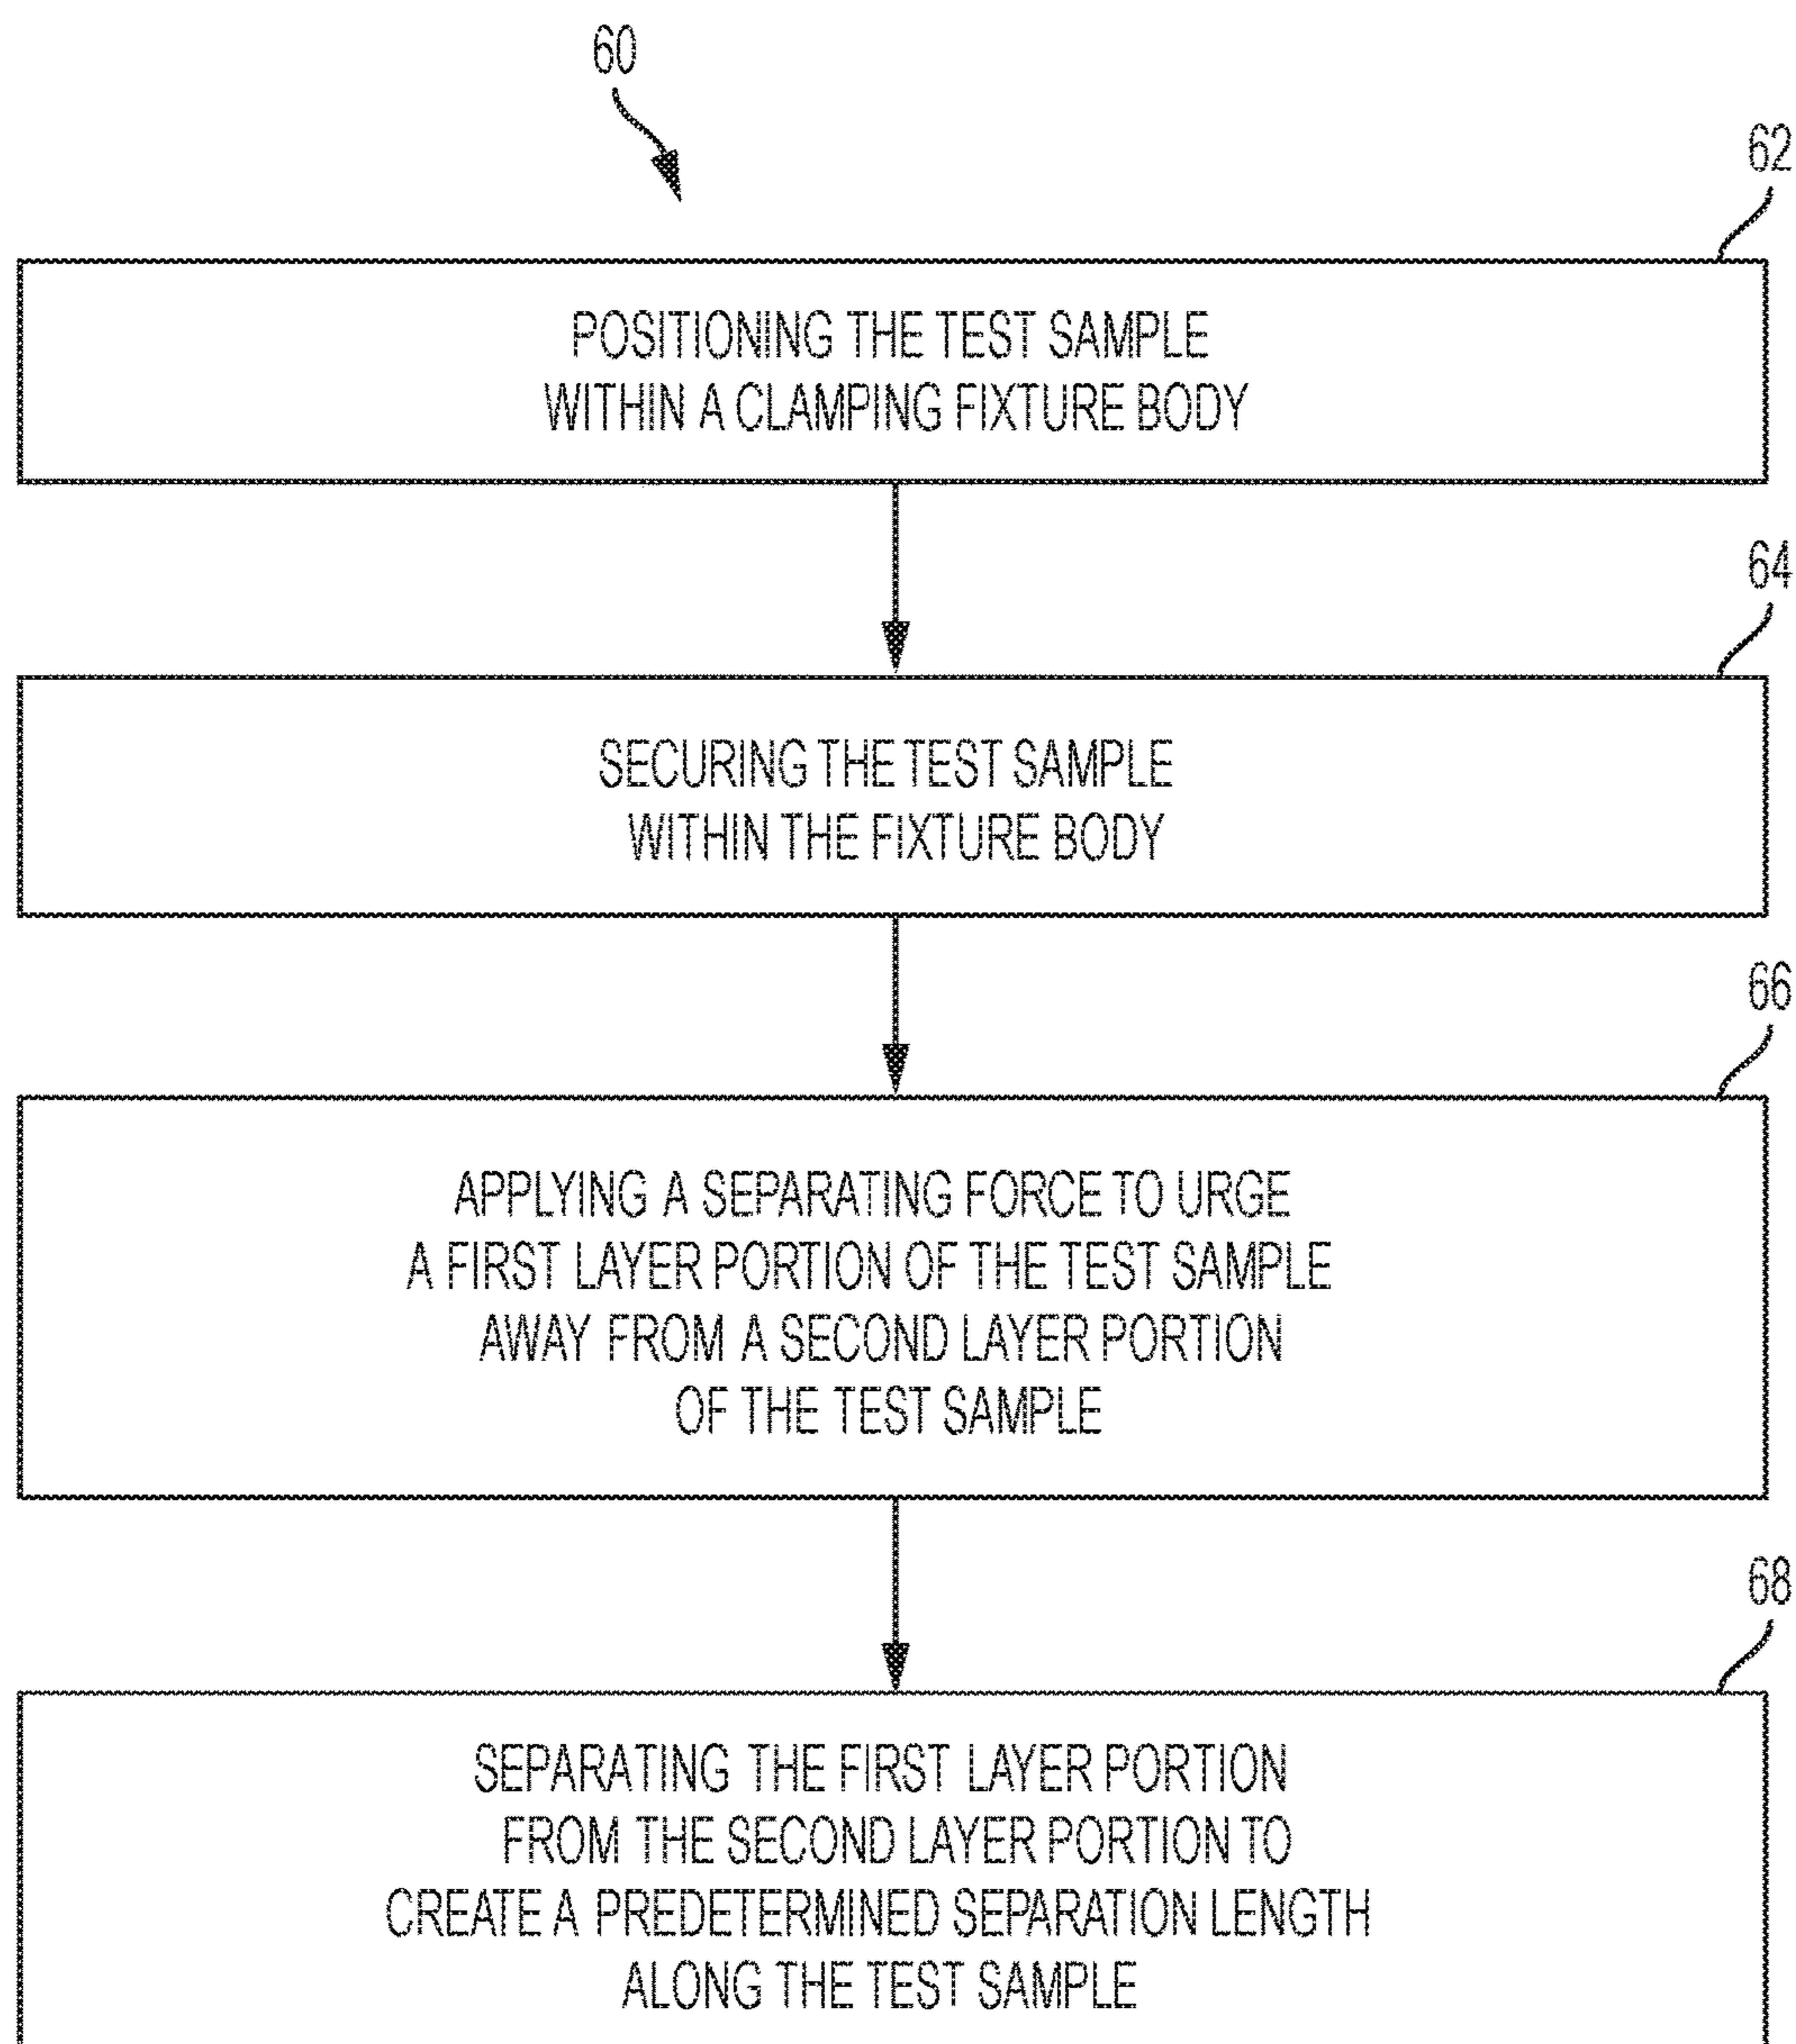 60
62
POSITIONING THE TEST SAMPLE
WITHIN A CLAMPING FIXTURE BODY
64
SECURING THE TEST SAMPLE
WITHIN THE FIXTURE BODY
66
APPLYING A SEPARATING FORCE TO URGE
A FIRST LAYER PORTION OF THE TEST SAMPLE
AWAY FROM A SECOND LAYER PORTION
OF THE TEST SAMPLE
68
SEPARATING THE FIRST LAYER PORTION
FROM THE SECOND LAYER PORTION TO
CREATE A PREDETERMINED SEPARATION LENGTH
ALONG THE TEST SAMPLE